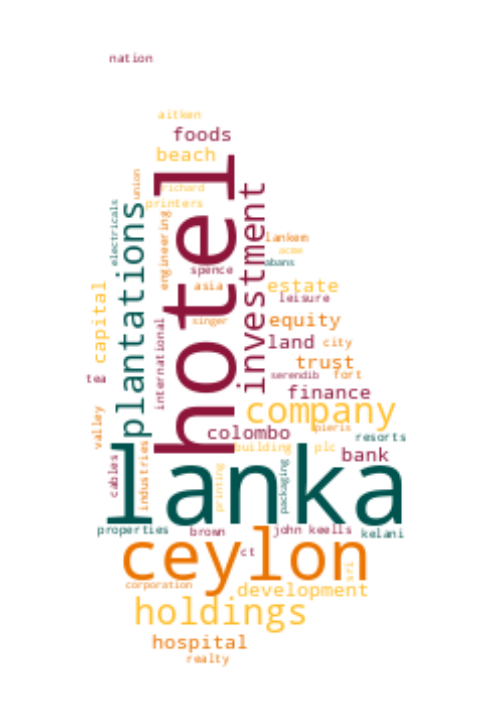 nation
aitken
foods
beach
union
richard
printers
hotel
electricals
plantations
engineering
investment
lankem
acme
abans
spence
asia
estate
leisure
capital
singer
equity
international
land
city
trust
tea
serendib
fort
finance
company
valley
pieris
colombo
resorts
building
plc
bank
lanka
cables
industries
printing
packaging
properties
brown
john keells
kelani
ceylon
ct
sri
corporation
development
holdings
hospital
realty